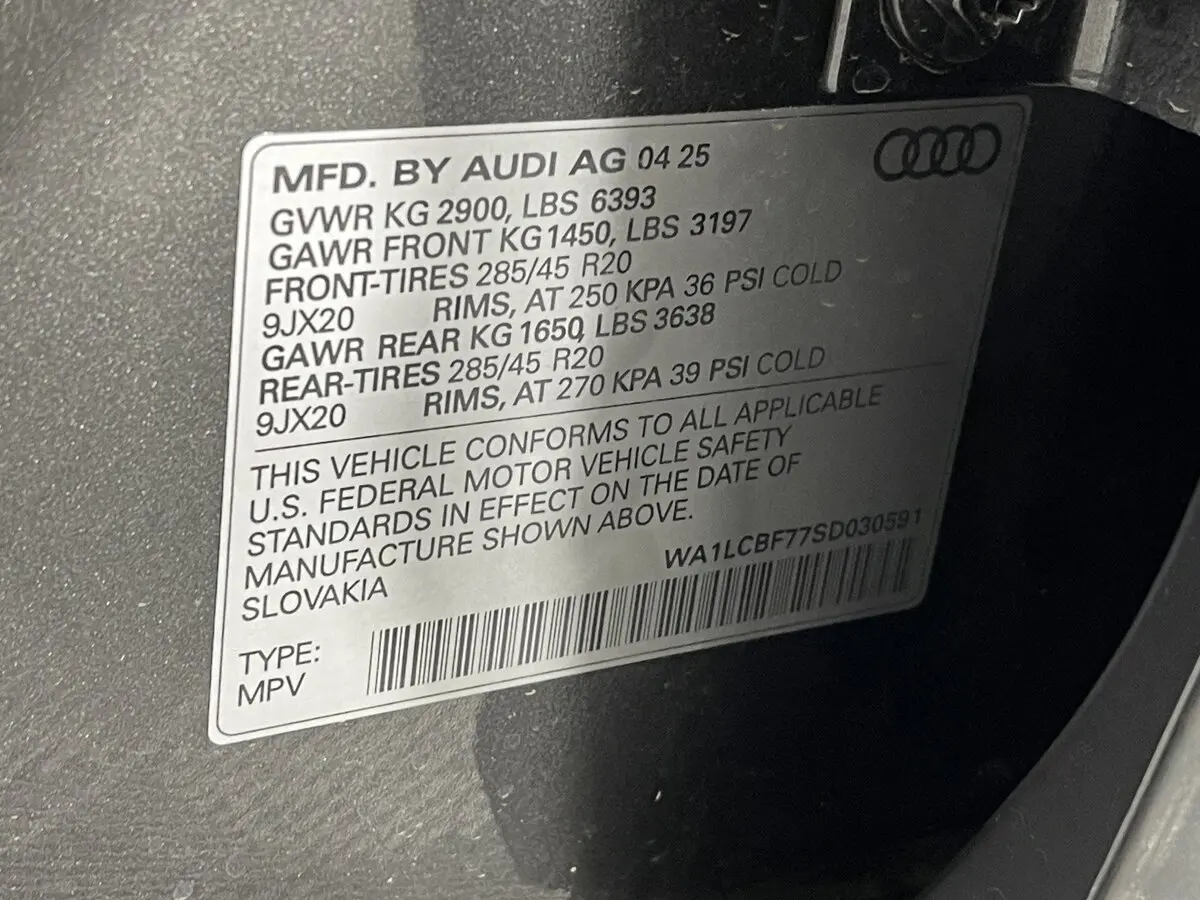 MFD. BY AUDI AG 04 25
GVWR KG 2900, LBS 6393
GAWR FRONT KG1450, LBS 3197
FRONT-TIRES 285/45 R20
9JX20 RIMS, AT 250 KPA 36 PSI COLD
GAWR REAR KG 1650, LBS 3638
REAR-TIRES 285/45 R20
9JX20 RIMS, AT 270 KPA 39 PSI COLD
THIS VEHICLE CONFORMS TO ALL APPLICABLE
U.S. FEDERAL MOTOR VEHICLE SAFETY
STANDARDS IN EFFECT ON THE DATE OF
MANUFACTURE SHOWN ABOVE.
SLOVAKIA
WA1LCBF77SD030591
TYPE:
MPV